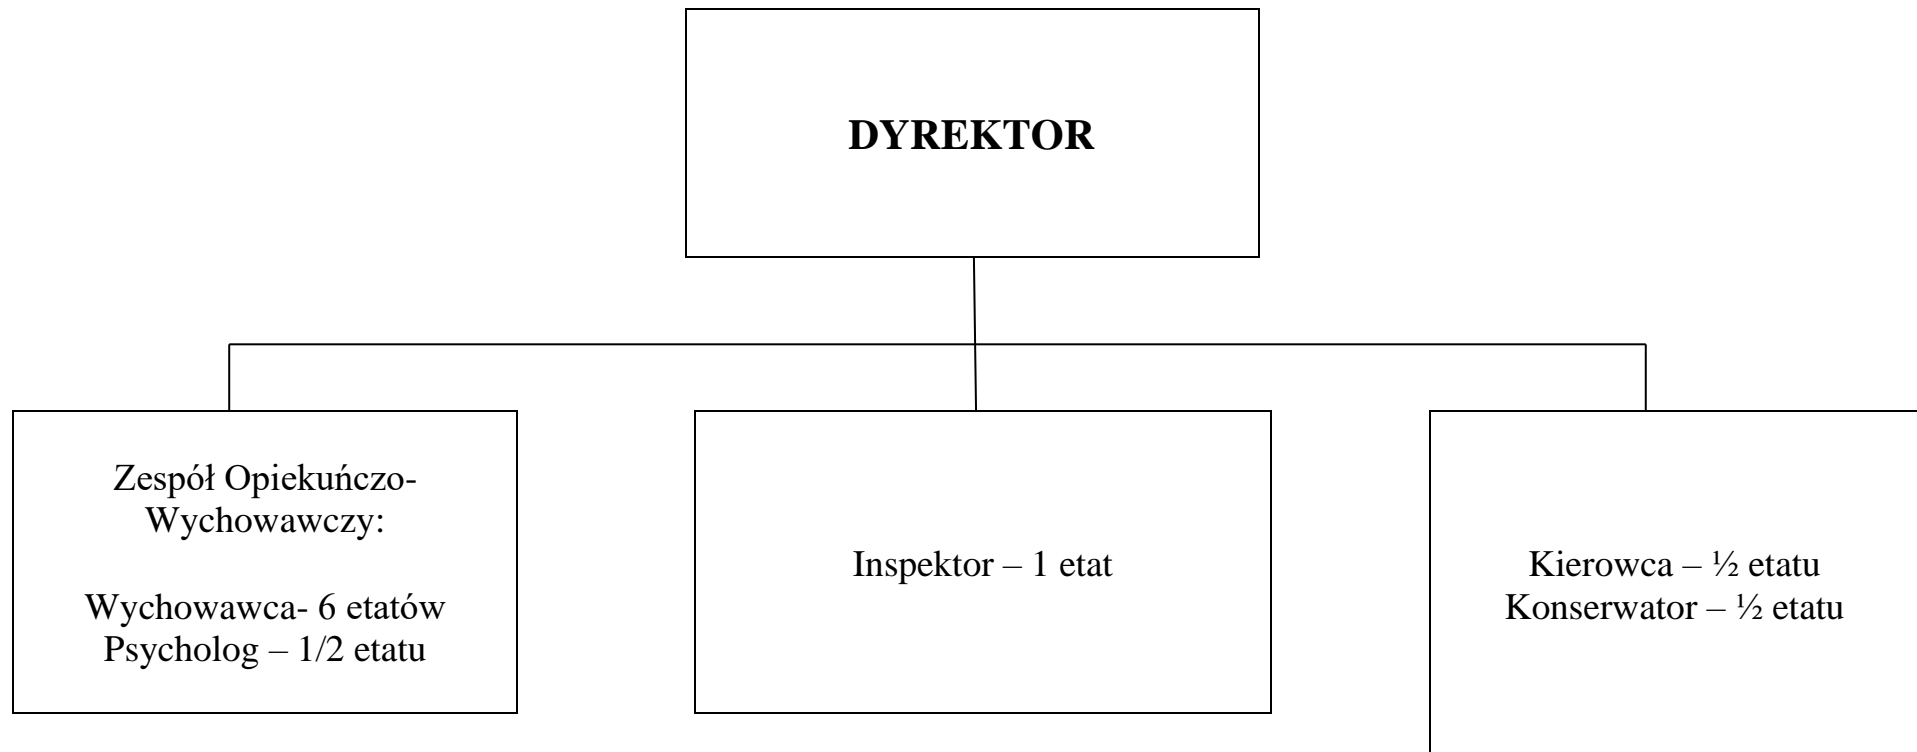 DYREKTOR
Zespół Opiekuńczo-
Wychowawczy:
Wychowawca- 6 etatów
Psycholog – 1/2 etatu
Inspektor – 1 etat
Kierowca – ½ etatu
Konserwator – ½ etatu